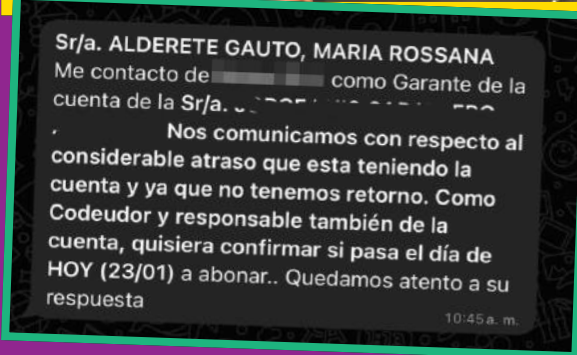 Sr/a. ALDERETE GAUTO, MARIA ROSSANA
Me contacto de como Garante de la
cuenta de la Sr/a.
Nos comunicamos con respecto al
considerable atraso que esta teniendo la
cuenta y ya que no tenemos retorno. Como
Codeudor y responsable también de la
cuenta, quisiera confirmar si pasa el día de
HOY (23/01) a abonar.. Quedamos atento a su
respuesta
10:45 a. m.